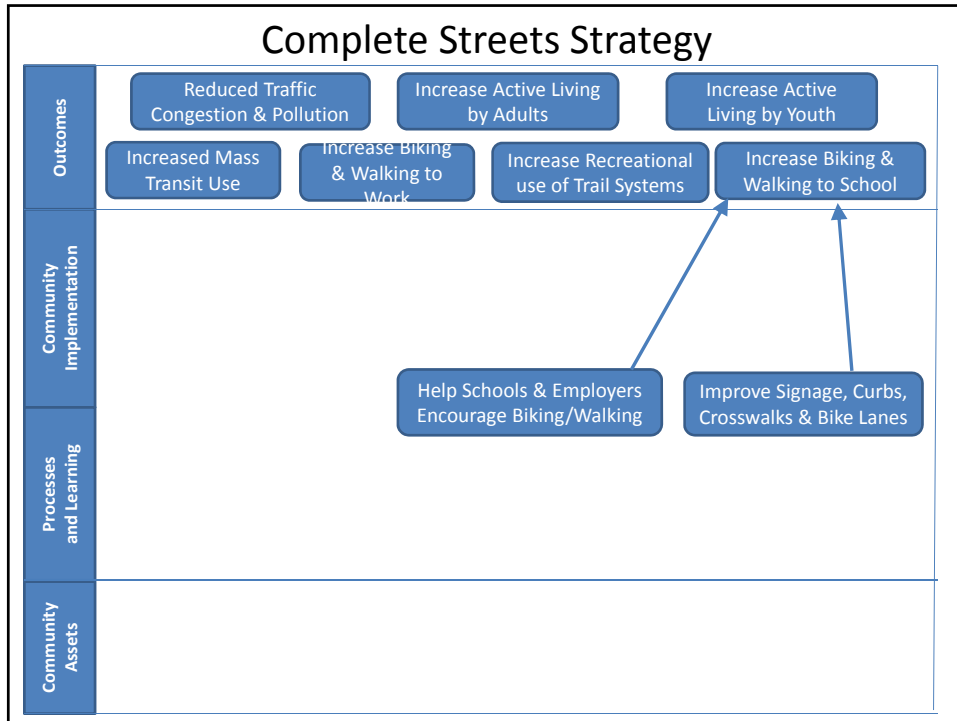 Complete Streets Strategy
Outcomes
Reduced Traffic
Congestion & Pollution
Increase Active Living
by Adults
Increase Active
Living by Youth
Increased Mass
Transit Use
Increase Biking
& Walking to
Work
Increase Recreational
use of Trail Systems
Increase Biking &
Walking to School
Community
Implementation
Help Schools & Employers
Encourage Biking/Walking
Improve Signage, Curbs,
Crosswalks & Bike Lanes
Processes
and Learning
Community
Assets